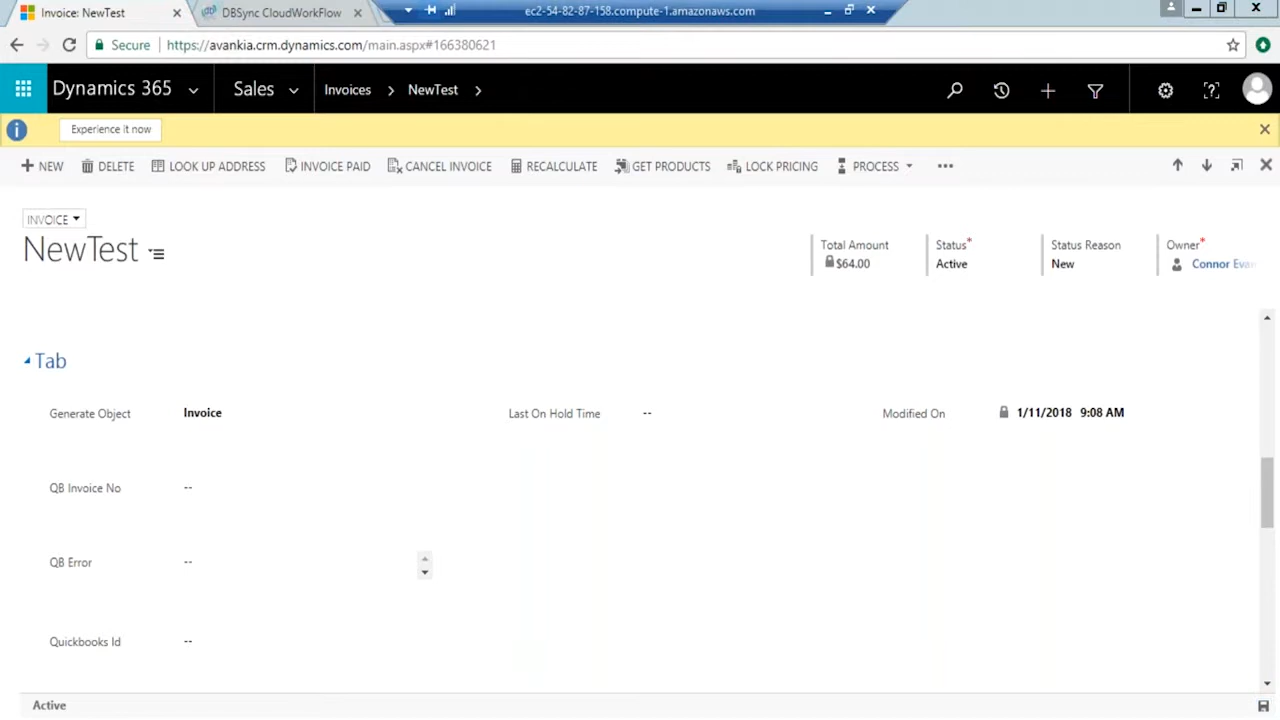 Invoice: NewTest
DBSync CloudWorkFlow
ec2-54-82-87-158.compute-1.amazonaws.com
Secure
https://avankia.crm.dynamics.com/main.aspx#166380621
Dynamics 365
Sales
Invoices
NewTest
Experience it now
NEW
DELETE
LOOK UP ADDRESS
INVOICE PAID
CANCEL INVOICE
RECALCULATE
GET PRODUCTS
LOCK PRICING
PROCESS
INVOICE
NewTest
Total Amount
$64.00
Status*
Active
Status Reason
New
Owner*
Connor Evan
Tab
Generate Object
Invoice
Last On Hold Time
--
Modified On
1/11/2018 9:08 AM
QB Invoice No
--
QB Error
--
Quickbooks Id
--
Active